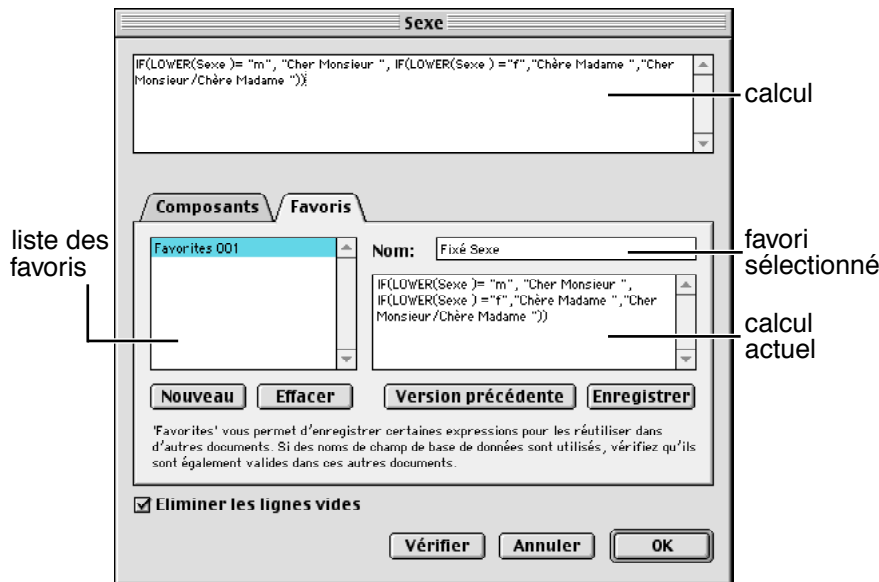 Sexe
IF(LOWER(Sexe )= "m", "Cher Monsieur ", IF(LOWER(Sexe ) ="f","Chère Madame ","Cher
Monsieur/Chère Madame "))
calcul
Composants
Favoris
liste des
favoris
Favorites 001
Nom:
Fixé Sexe
favori
sélectionné
IF(LOWER(Sexe )= "m", "Cher Monsieur ",
IF(LOWER(Sexe ) ="f","Chère Madame ","Cher
Monsieur/Chère Madame "))
calcul
actuel
Nouveau
Effacer
Version précédente
Enregistrer
'Favorites' vous permet d'enregistrer certaines expressions pour les réutiliser dans
d'autres documents. Si des noms de champ de base de données sont utilisés, vérifiez qu'ils
sont également valides dans ces autres documents.
Eliminer les lignes vides
Vérifier
Annuler
OK